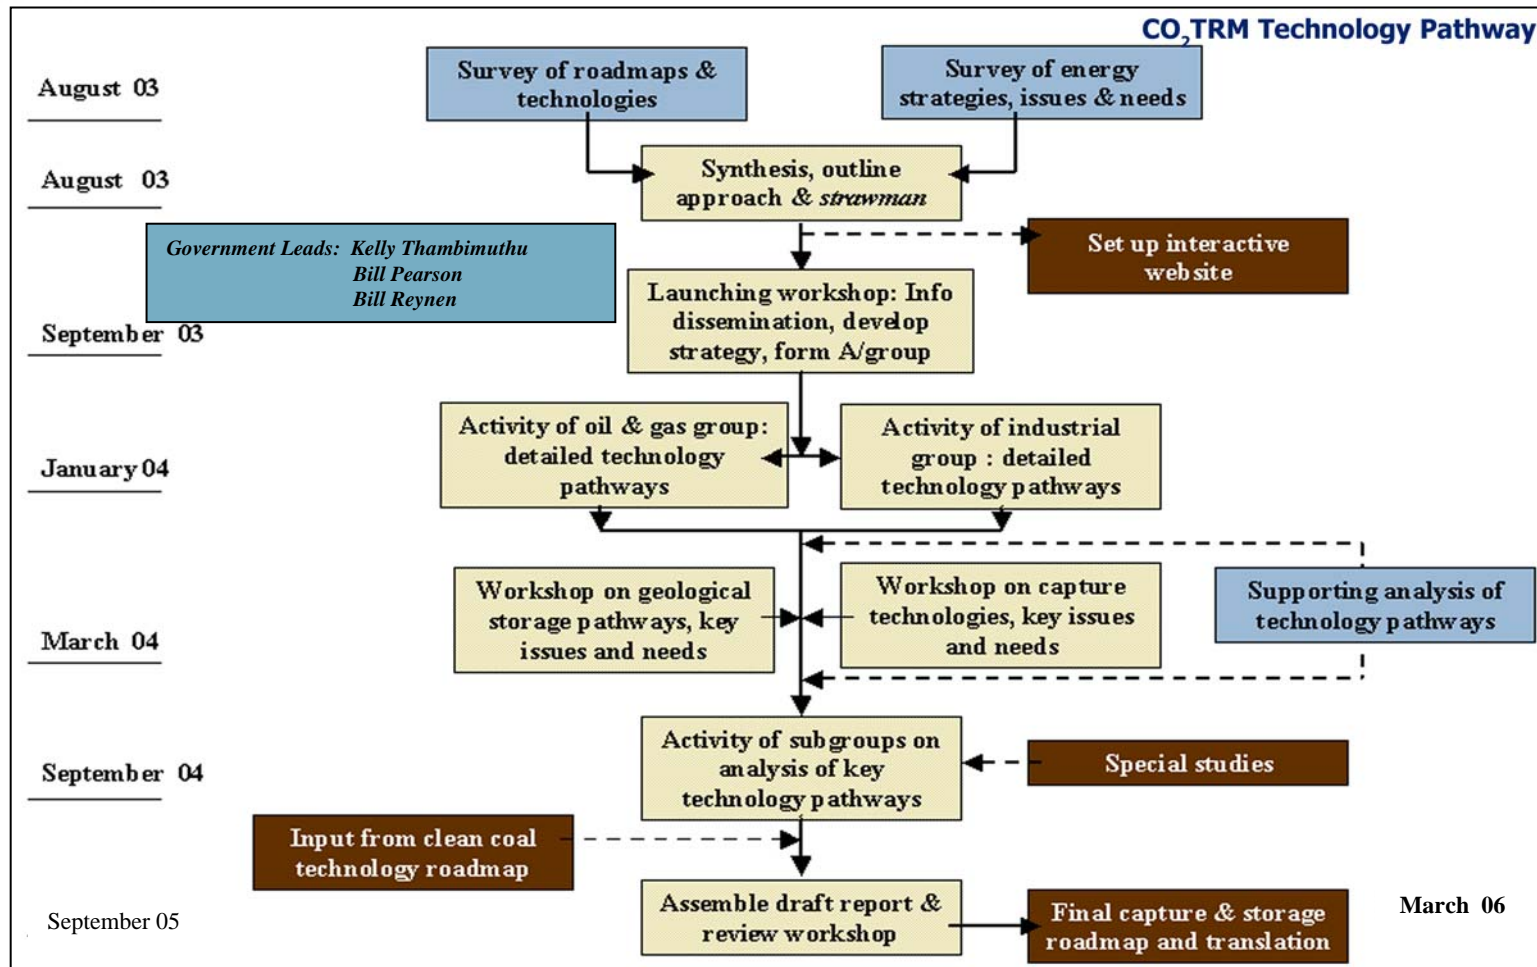 CO₂TRM Technology Pathway
August 03
Survey of roadmaps &
technologies
Survey of energy
strategies, issues & needs
August 03
Synthesis, outline
approach & strawman
Government Leads: Kelly Thambimuthu
Bill Pearson
Bill Reynen
Set up interactive
website
September 03
Launching workshop: Info
dissemination, develop
strategy, form A/group
January 04
Activity of oil & gas group:
detailed technology
pathways
Activity of industrial
group : detailed
technology pathways
March 04
Workshop on geological
storage pathways, key
issues and needs
Workshop on capture
technologies, key issues
and needs
Supporting analysis of
technology pathways
September 04
Activity of subgroups on
analysis of key
technology pathways
Special studies
Input from clean coal
technology roadmap
September 05
Assemble draft report &
review workshop
Final capture & storage
roadmap and translation
March 06